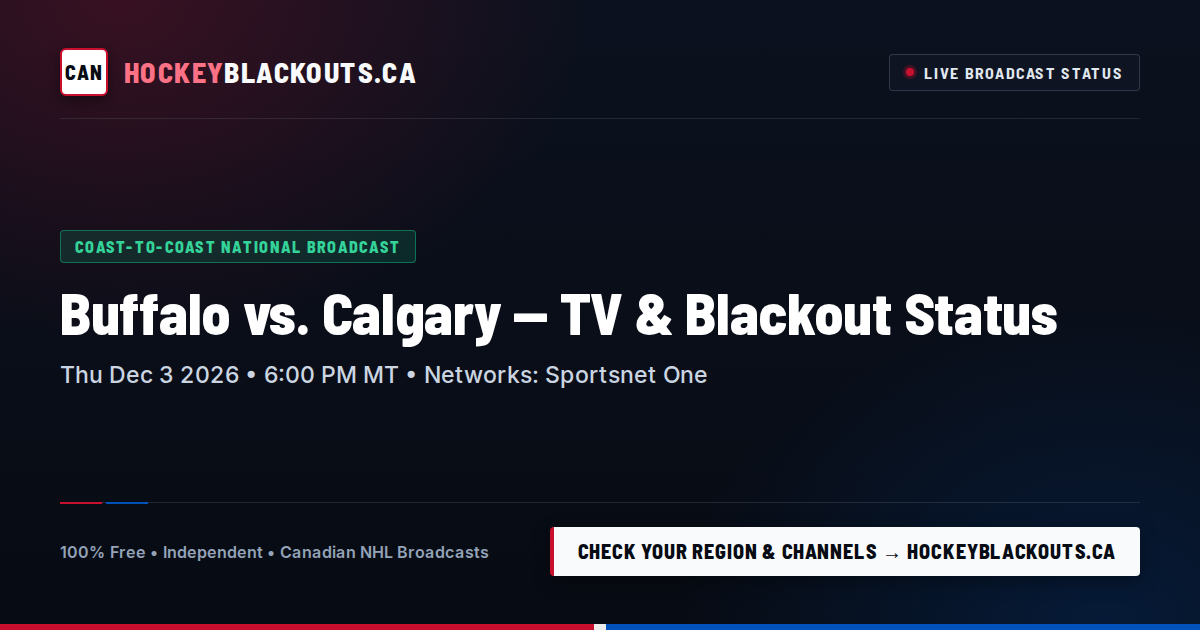 CAN
HOCKEYBLACKOUTS.CA
LIVE BROADCAST STATUS
COAST-TO-COAST NATIONAL BROADCAST
Buffalo vs. Calgary — TV & Blackout Status
Thu Dec 3 2026 • 6:00 PM MT • Networks: Sportsnet One
100% Free • Independent • Canadian NHL Broadcasts
CHECK YOUR REGION & CHANNELS → HOCKEYBLACKOUTS.CA